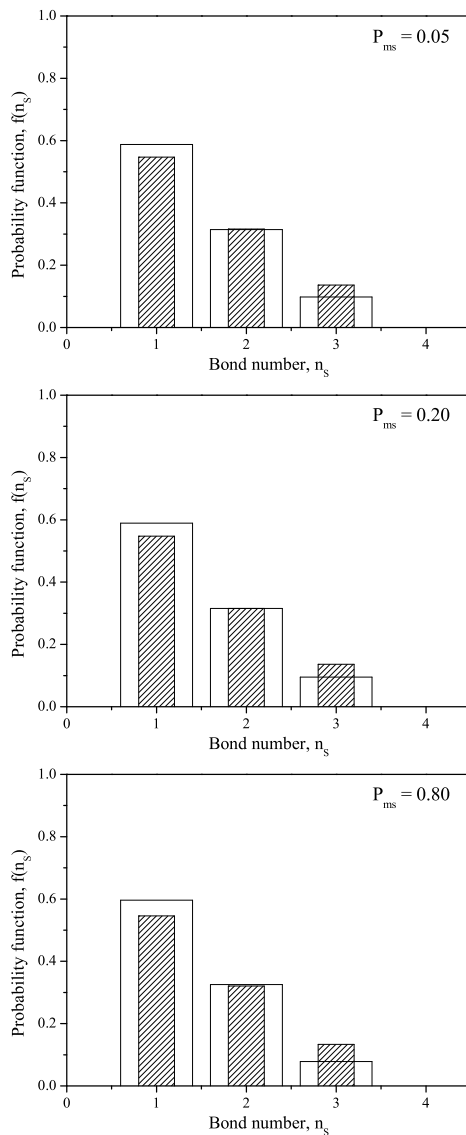 P_ms = 0.05
1.0
0.8
0.6
0.4
0.2
0.0
Probability function, f(n_S)
0 1 2 3 4
Bond number, n_S
P_ms = 0.20
1.0
0.8
0.6
0.4
0.2
0.0
Probability function, f(n_S)
0 1 2 3 4
Bond number, n_S
P_ms = 0.80
1.0
0.8
0.6
0.4
0.2
0.0
Probability function, f(n_S)
0 1 2 3 4
Bond number, n_S